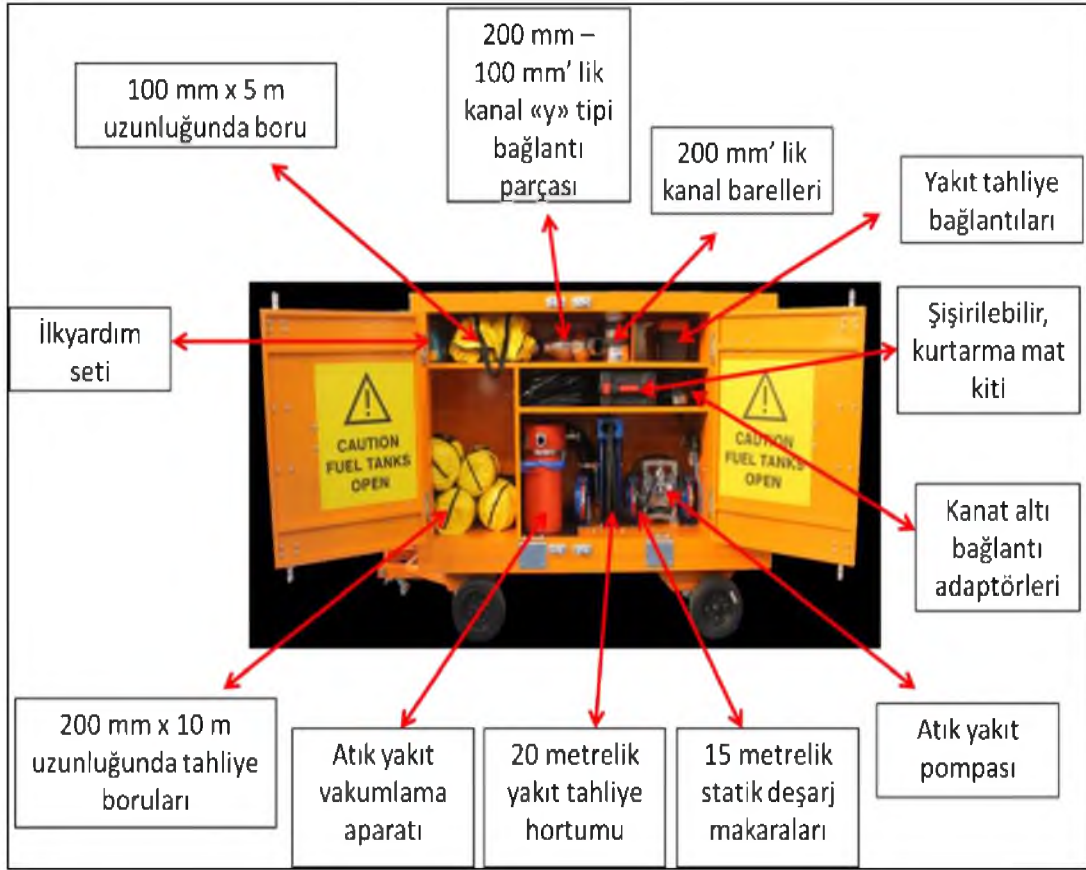 200 mm –
100 mm' lik
kanal «y» tipi
bağlantı
parçası
100 mm x 5 m
uzunluğunda boru
200 mm' lik
kanal barelleri
Yakıt tahliye
bağlantıları
İlkyardım
seti
Şişirilebilir,
kurtarma mat
kiti
CAUTION
FUEL TANKS
OPEN
CAUTION
FUEL TANKS
OPEN
Kanat altı
bağlantı
adaptörleri
200 mm x 10 m
uzunluğunda tahliye
boruları
Atık yakıt
vakumlama
aparatı
20 metrelik
yakıt tahliye
hortumu
15 metrelik
statik deşarj
makaraları
Atık yakıt
pompası